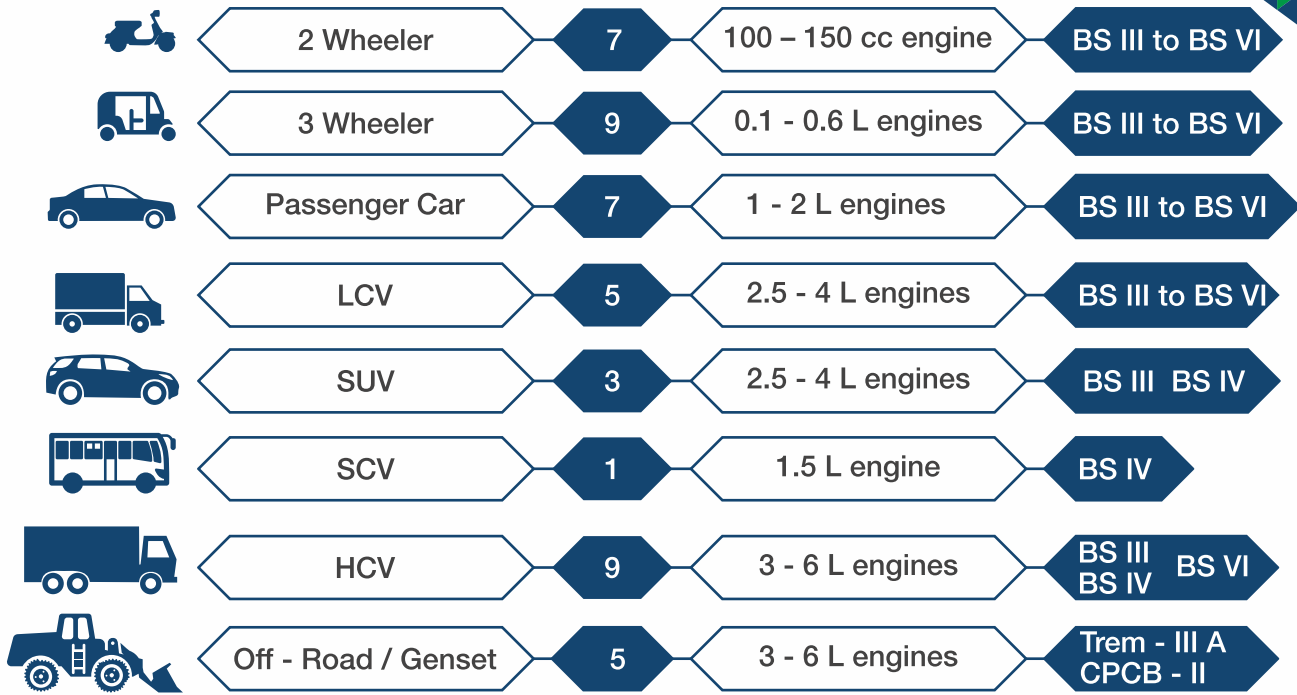 2 Wheeler 7 100 – 150 cc engine BS III to BS VI
3 Wheeler 9 0.1 - 0.6 L engines BS III to BS VI
Passenger Car 7 1 - 2 L engines BS III to BS VI
LCV 5 2.5 - 4 L engines BS III to BS VI
SUV 3 2.5 - 4 L engines BS III BS IV
SCV 1 1.5 L engine BS IV
HCV 9 3 - 6 L engines BS III BS VI
BS IV
Off - Road / Genset 5 3 - 6 L engines Trem - III A
CPCB - II